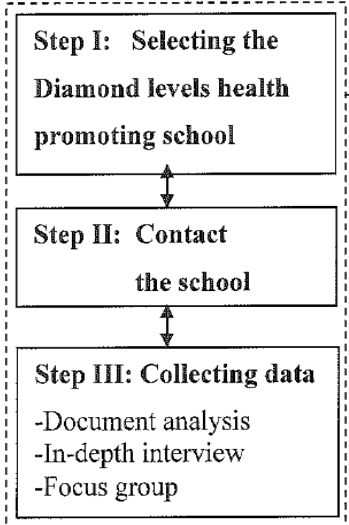 Step I: Selecting the
Diamond levels health
promoting school
Step II: Contact
the school
Step III: Collecting data
-Document analysis
-In-depth interview
-Focus group